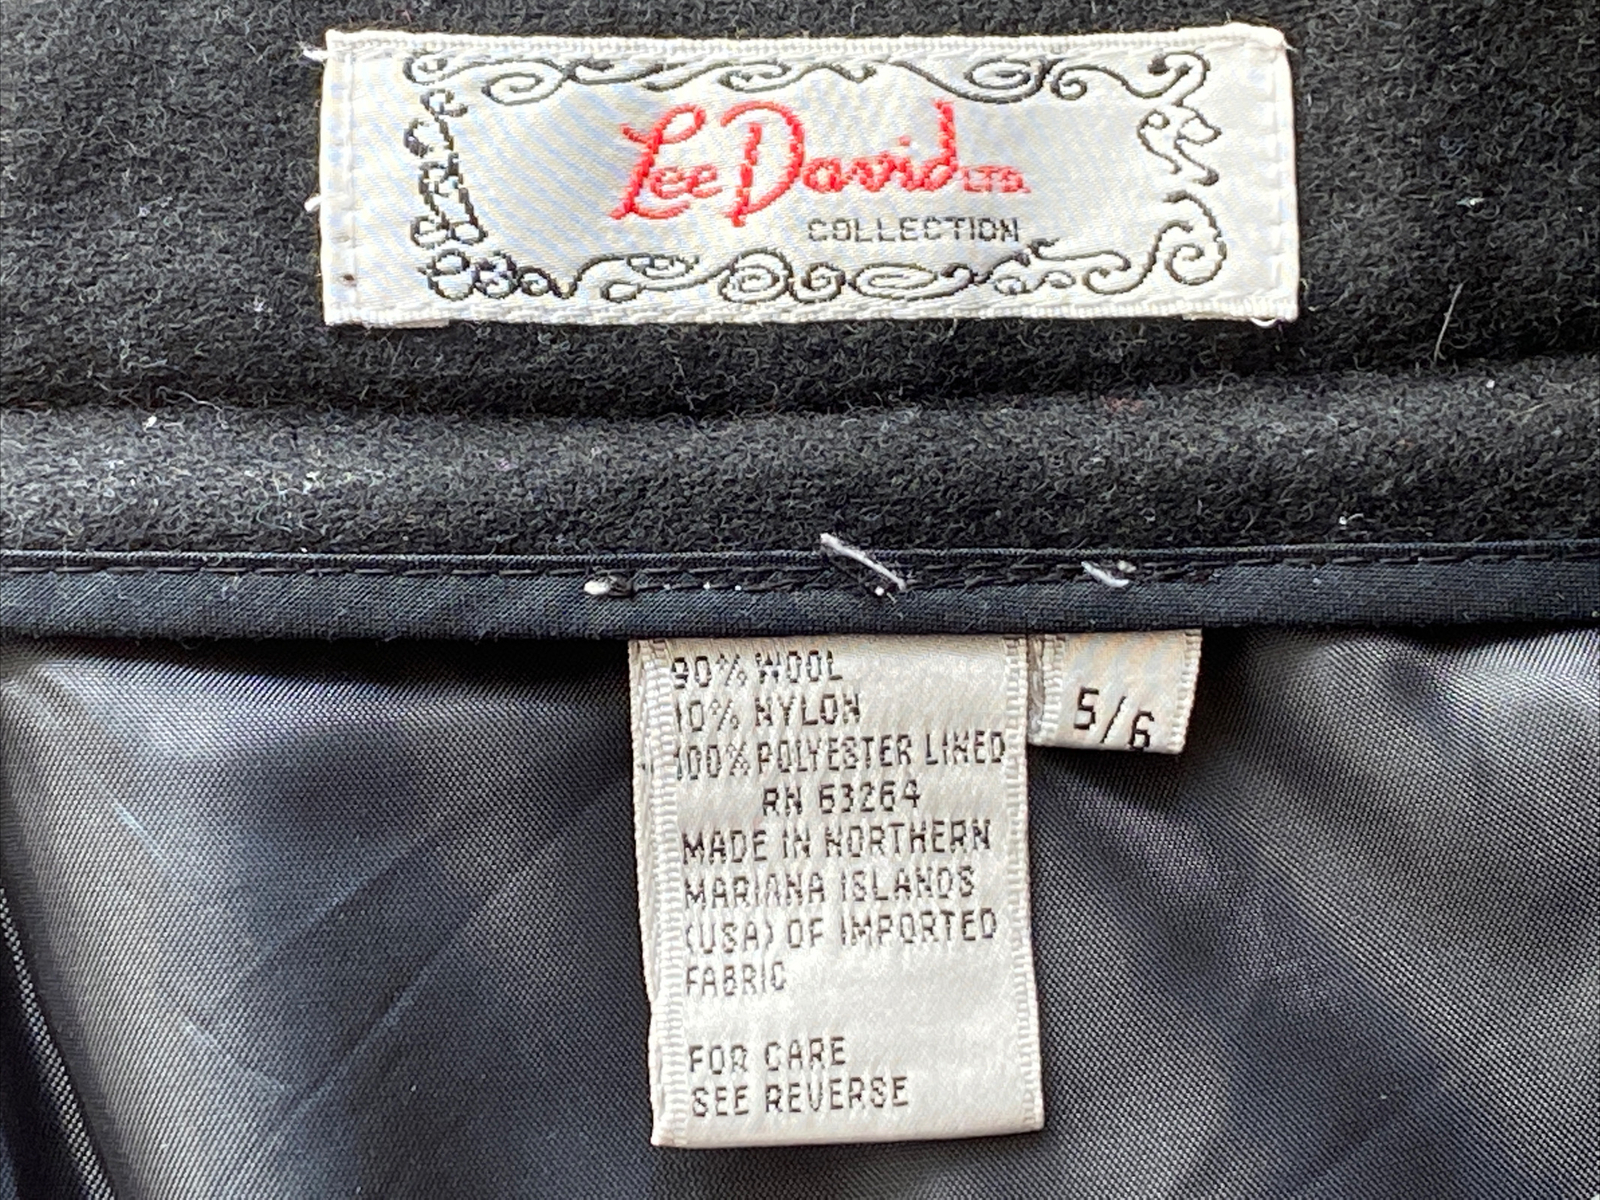 Lee David LTD.
COLLECTION
90% WOOL
10% NYLON
100% POLYESTER LINED
RN 63264
MADE IN NORTHERN
MARIANA ISLANDS
(USA) OF IMPORTED
FABRIC
FOR CARE
SEE REVERSE
5/6